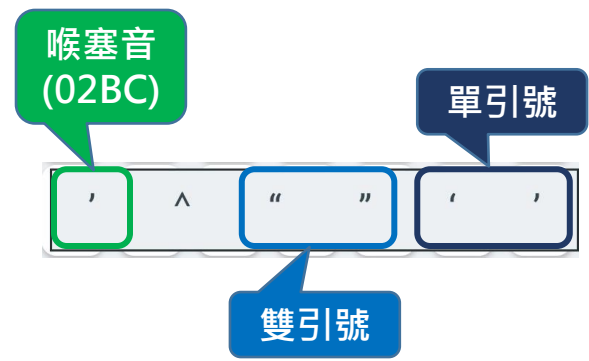 喉塞音
(02BC)
單引號
ʼ ^ “ ” ‘ ’
雙引號